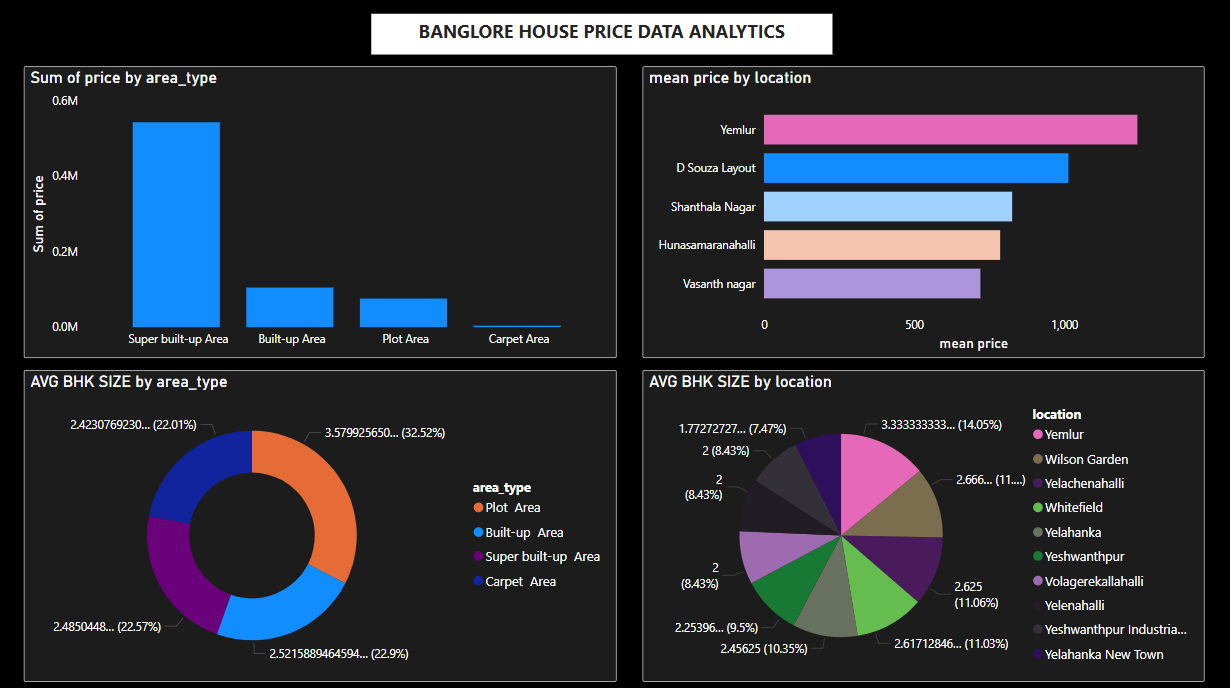 BANGLORE HOUSE PRICE DATA ANALYTICS
Sum of price by area_type
0.6M
0.4M
0.2M
0.0M
Sum of price
Super built-up Area
Built-up Area
Plot Area
Carpet Area
mean price by location
Yemlur
D Souza Layout
Shanthala Nagar
Hunasamaranahalli
Vasanth nagar
0
500
1,000
mean price
AVG BHK SIZE by area_type
2.4230769230... (22.01%)
3.579925650... (32.52%)
2.4850448... (22.57%)
2.5215889464594... (22.9%)
area_type
Plot Area
Built-up Area
Super built-up Area
Carpet Area
AVG BHK SIZE by location
1.77272727... (7.47%)
3.333333333... (14.05%)
2 (8.43%)
2.666... (11....)
2
(8.43%)
2
(8.43%)
2.625
(11.06%)
2.25396... (9.5%)
2.45625 (10.35%)
2.61712846... (11.03%)
location
Yemlur
Wilson Garden
Yelachenahalli
Whitefield
Yelahanka
Yeshwanthpur
Volagerekallahalli
Yelenahalli
Yeshwanthpur Industria...
Yelahanka New Town